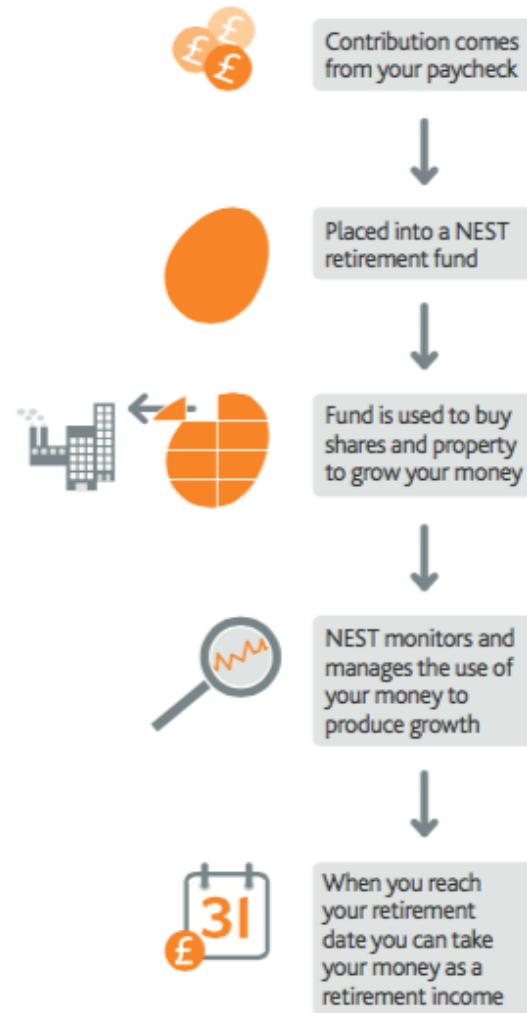 £
£
£
Contribution comes
from your paycheck
Placed into a NEST
retirement fund
Fund is used to buy
shares and property
to grow your money
NEST monitors and
manages the use of
your money to
produce growth
31
£
When you reach
your retirement
date you can take
your money as a
retirement income